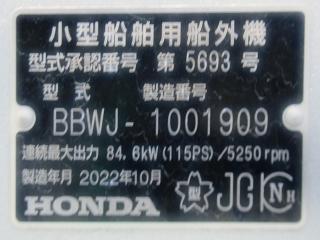 小型船舶用船外機
型式承認番号 第 5693 号
型式 製造番号
BBWJ-1001909
連続最大出力 84.6kW(115PS)/5250rpm
製造年月 2022年10月 型 JG NH
HONDA